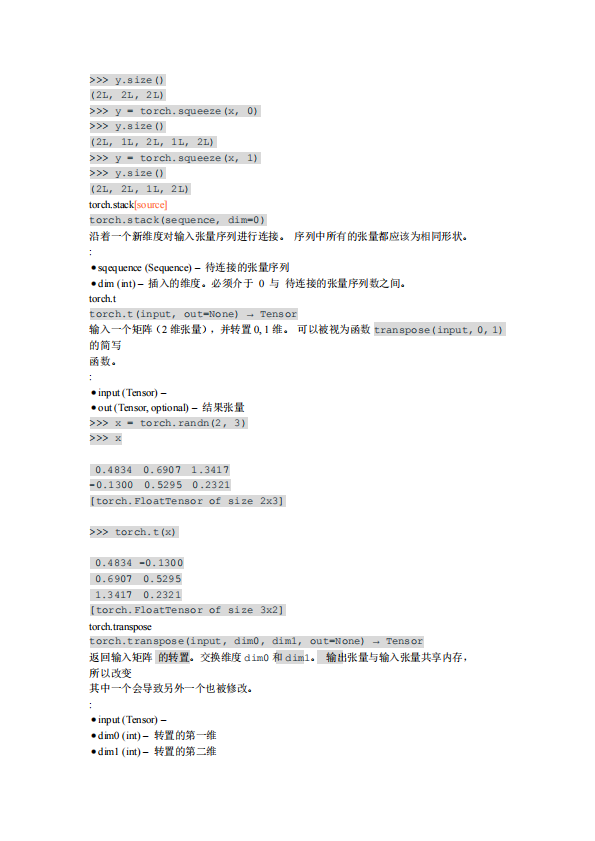 >>> y.size()
(2L, 2L, 2L)
>>> y = torch.squeeze(x, 0)
>>> y.size()
(2L, 1L, 2L, 1L, 2L)
>>> y = torch.squeeze(x, 1)
>>> y.size()
(2L, 2L, 1L, 2L)
torch.stack[source]
torch.stack(sequence, dim=0)
沿着一个新维度对输入张量序列进行连接。 序列中所有的张量都应该为相同形状。
:
● sqequence (Sequence) – 待连接的张量序列
● dim (int) – 插入的维度。必须介于 0 与 待连接的张量序列数之间。
torch.t
torch.t(input, out=None) → Tensor
输入一个矩阵（2 维张量），并转置 0, 1 维。 可以被视为函数 transpose(input, 0, 1)
的简写
函数。
:
● input (Tensor) –
● out (Tensor, optional) – 结果张量
>>> x = torch.randn(2, 3)
>>> x
0.4834 0.6907 1.3417
-0.1300 0.5295 0.2321
[torch.FloatTensor of size 2x3]
>>> torch.t(x)
0.4834 -0.1300
0.6907 0.5295
1.3417 0.2321
[torch.FloatTensor of size 3x2]
torch.transpose
torch.transpose(input, dim0, dim1, out=None) → Tensor
返回输入矩阵 的转置。交换维度 dim0 和 dim1。 输出张量与输入张量共享内存，
所以改变
其中一个会导致另外一个也被修改。
:
● input (Tensor) –
● dim0 (int) – 转置的第一维
● dim1 (int) – 转置的第二维